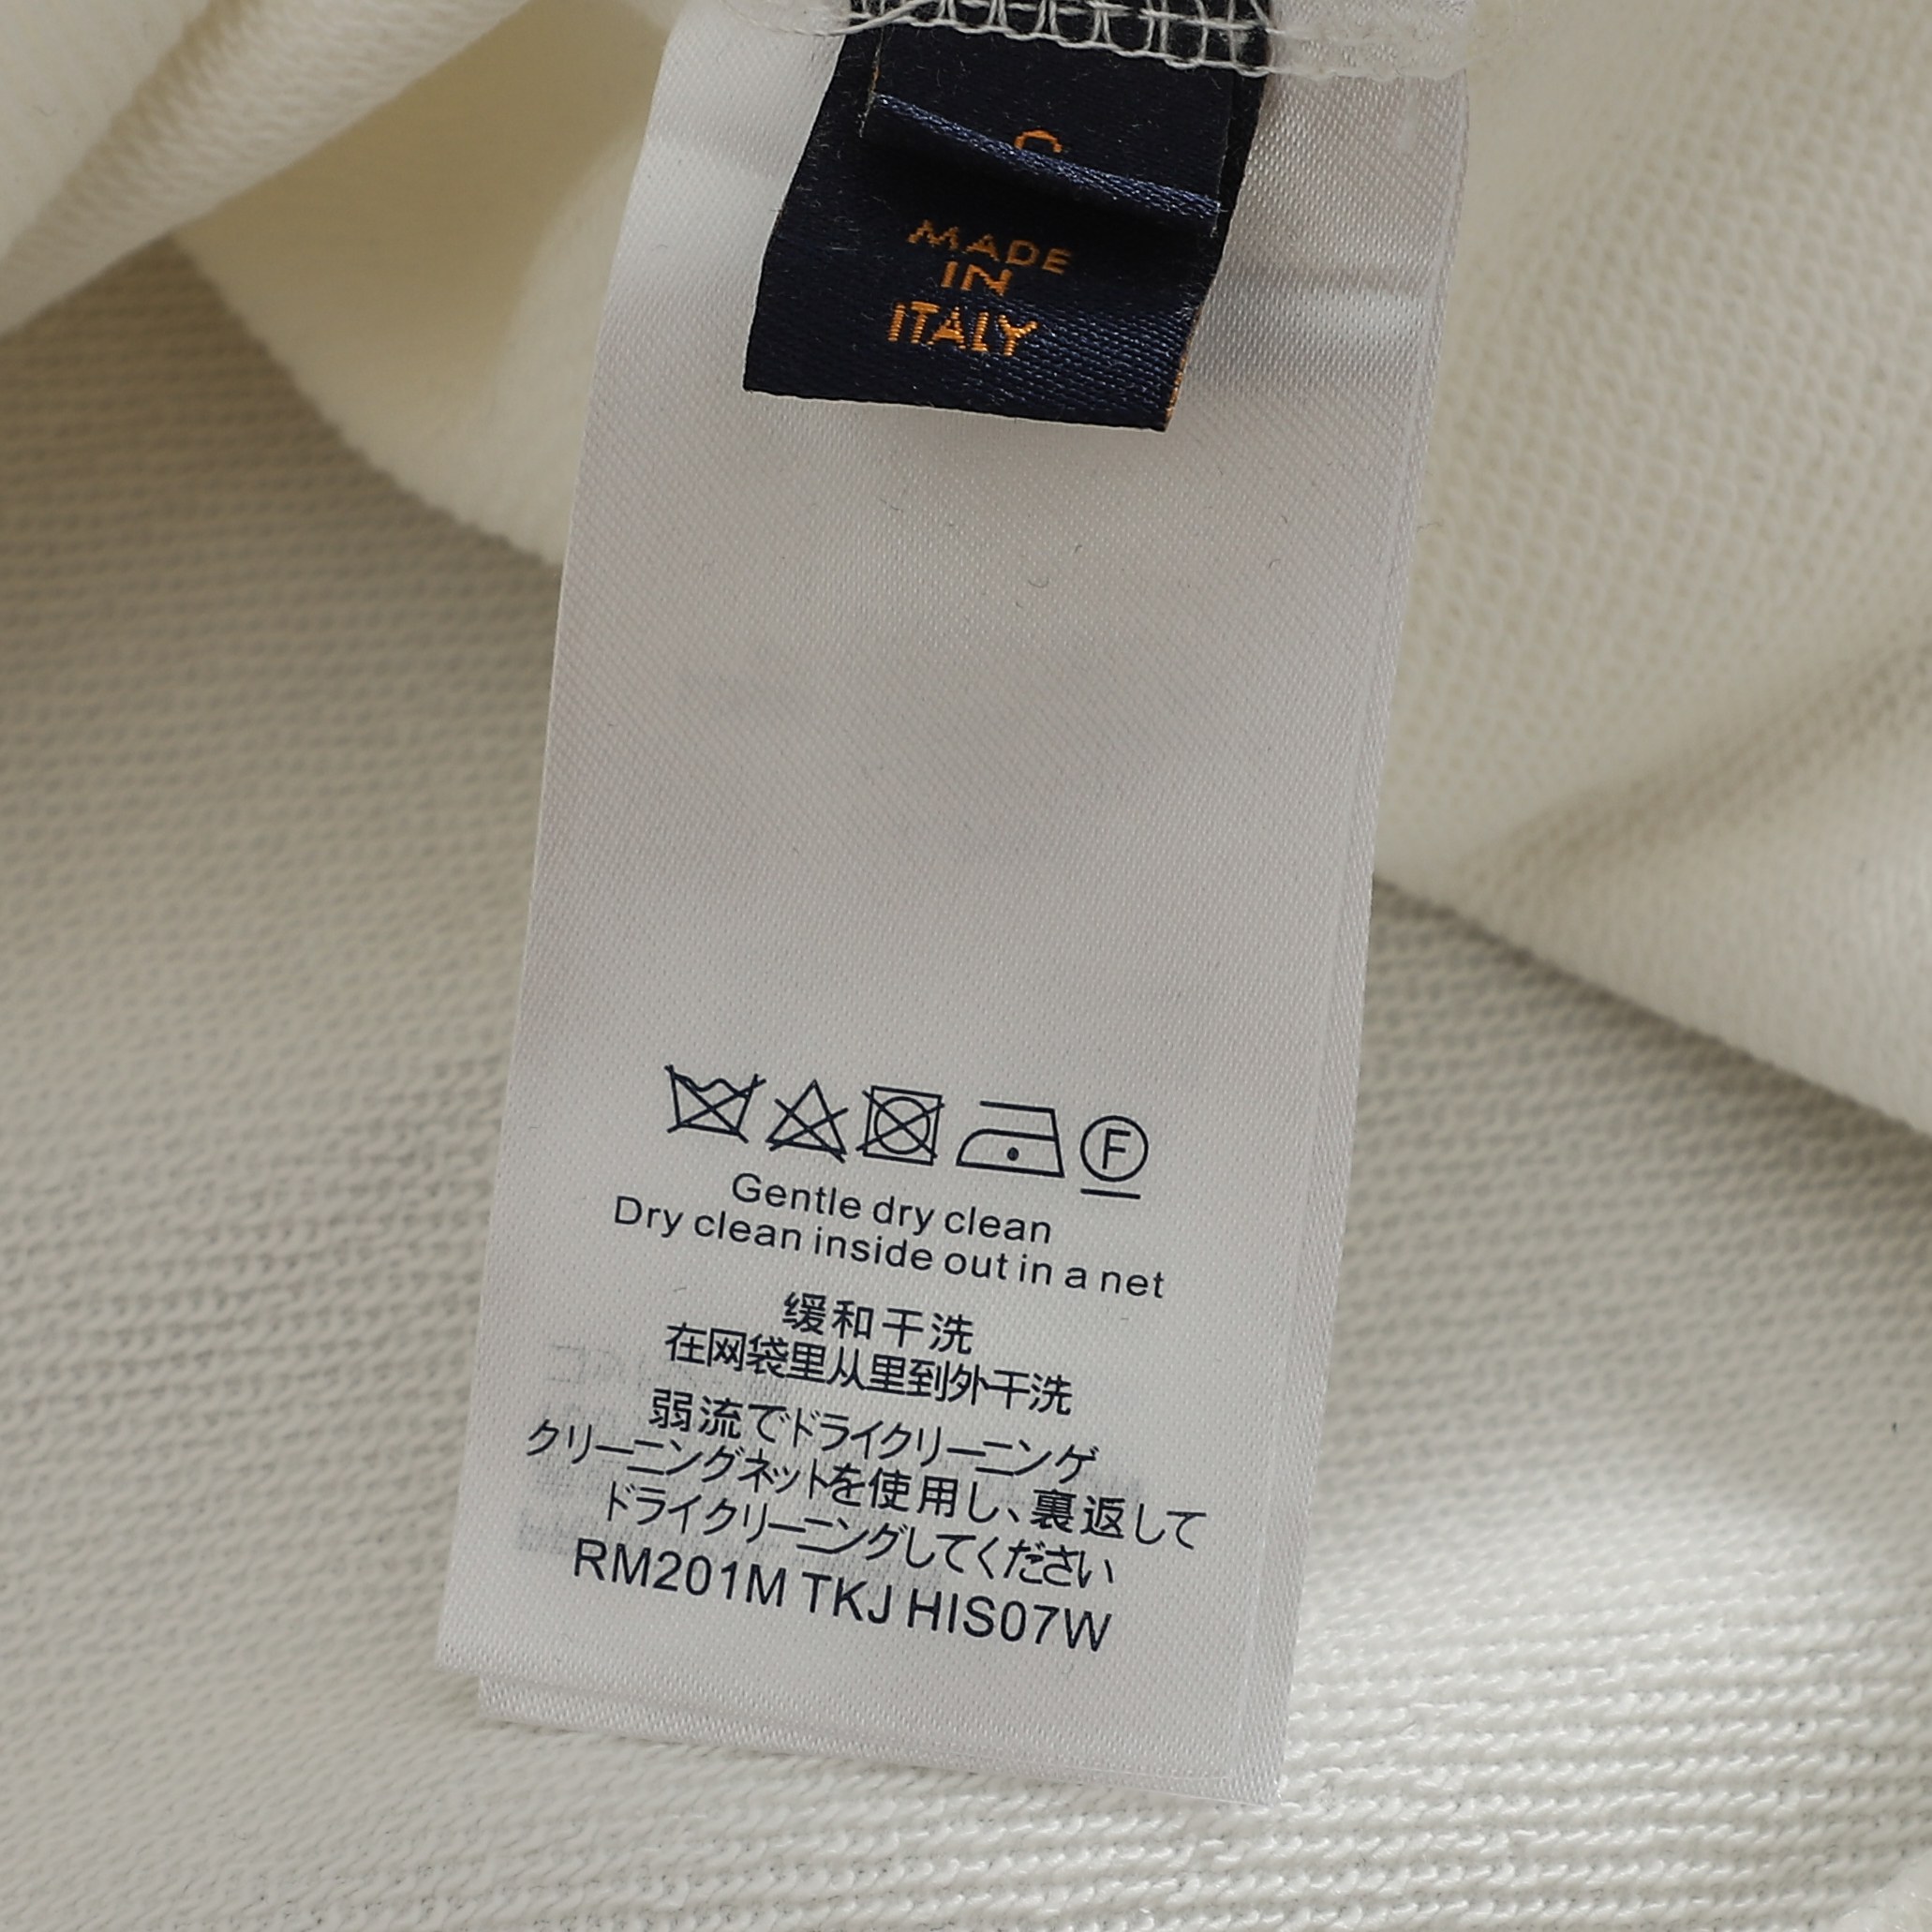 MADE
IN
ITALY
F
Gentle dry clean
Dry clean inside out in a net
缓和干洗
在网袋里从里到外干洗
弱流でドライクリーニンゲ
クリーニングネットを使用し、裏返して
ドライクリーニングしてください
RM201M TKJ HIS07W